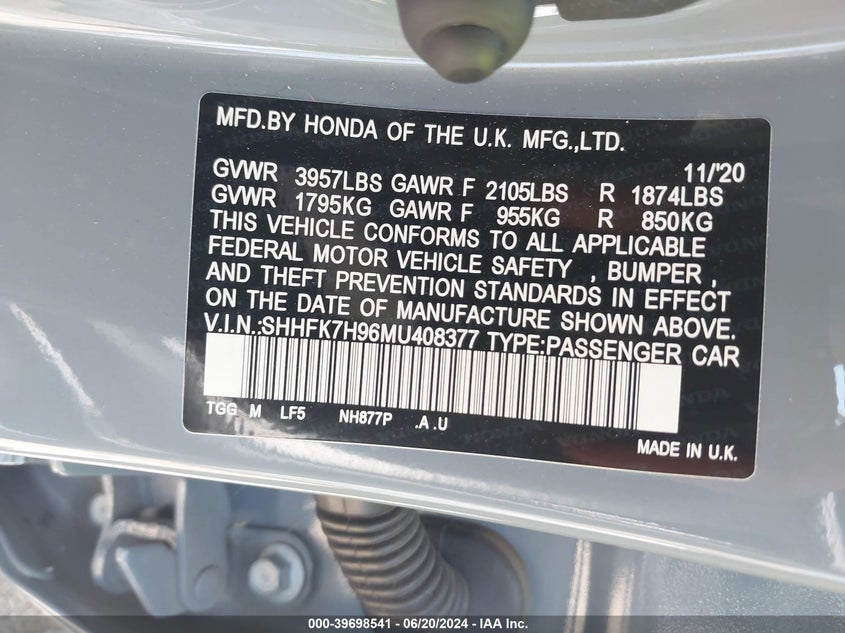 MFD.BY HONDA OF THE U.K. MFG.,LTD.
11/'20
GVWR 3957LBS GAWR F 2105LBS R 1874LBS
GVWR 1795KG GAWR F 955KG R 850KG
THIS VEHICLE CONFORMS TO ALL APPLICABLE
FEDERAL MOTOR VEHICLE SAFETY , BUMPER ,
AND THEFT PREVENTION STANDARDS IN EFFECT
ON THE DATE OF MANUFACTURE SHOWN ABOVE.
V.I.N.:SHHFK7H96MU408377 TYPE:PASSENGER CAR
TGG M LF5 NH877P .A .U
MADE IN U.K.
000-39698541 / 06/20/2024 - IAA Inc.